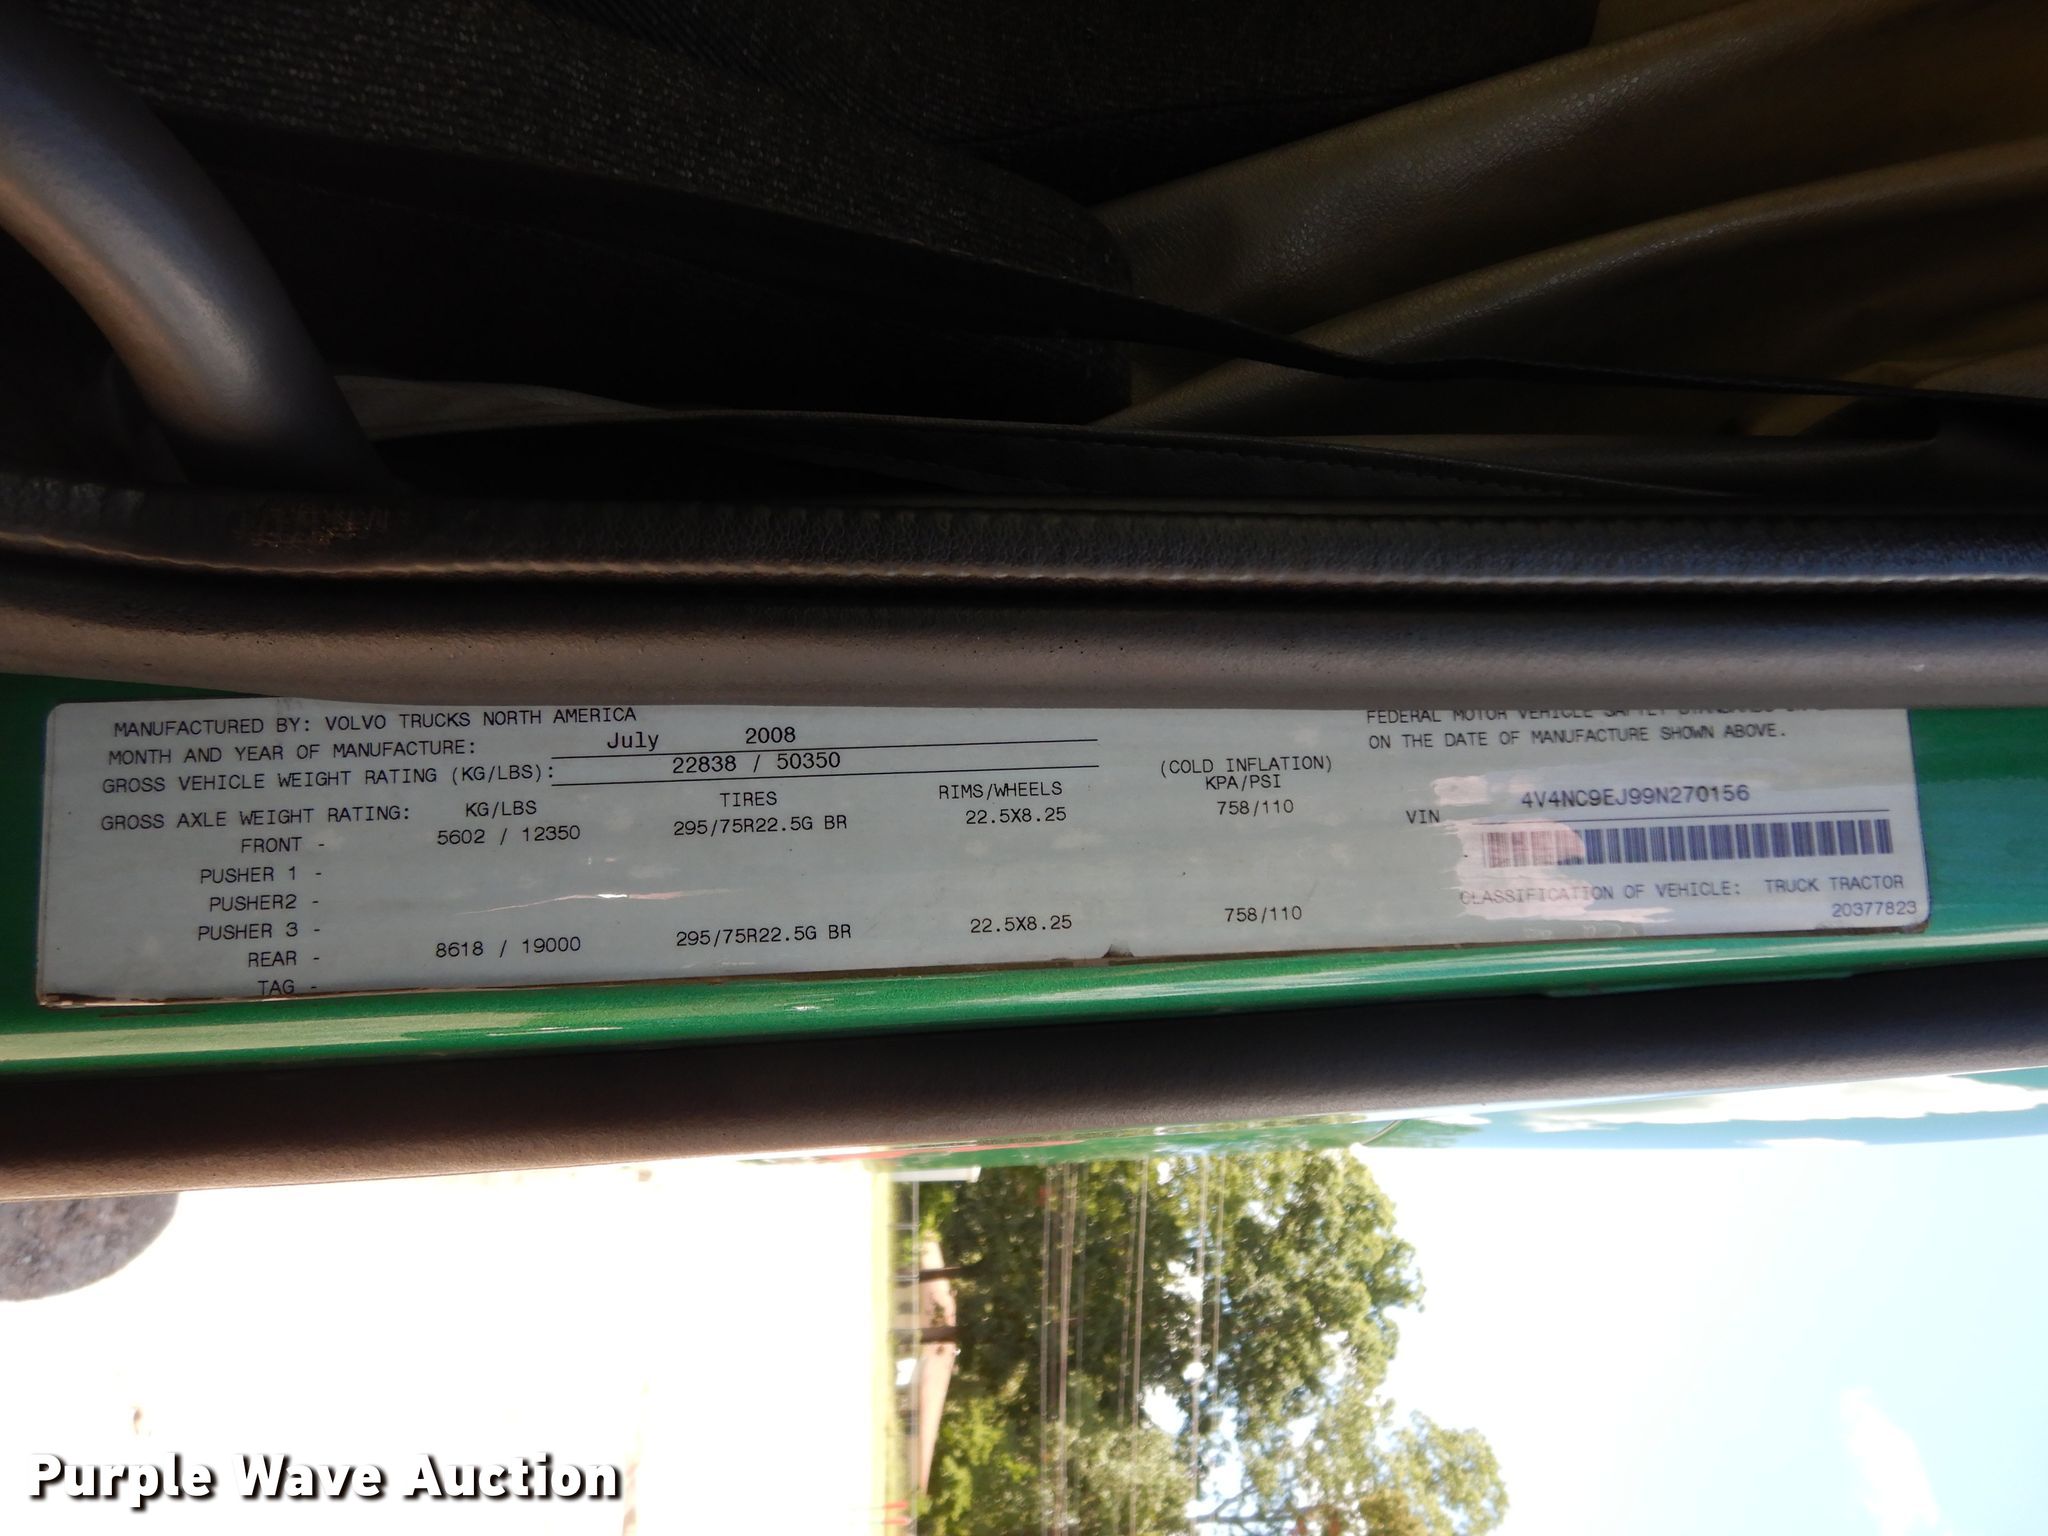 MANUFACTURED BY: VOLVO TRUCKS NORTH AMERICA
MONTH AND YEAR OF MANUFACTURE: July 2008
GROSS VEHICLE WEIGHT RATING (KG/LBS): 22838 / 50350
GROSS AXLE WEIGHT RATING: KG/LBS TIRES RIMS/WHEELS (COLD INFLATION) KPA/PSI
FRONT - 5602 / 12350 295/75R22.5G BR 22.5X8.25 758/110
PUSHER 1 -
PUSHER2 -
PUSHER 3 -
REAR - 8618 / 19000 295/75R22.5G BR 22.5X8.25 758/110
TAG -
FEDERAL MOTOR VEHICLE SAFTEY
ON THE DATE OF MANUFACTURE SHOWN ABOVE.
VIN 4V4NC9EJ99N270156
CLASSIFICATION OF VEHICLE: TRUCK TRACTOR
20377823
Purple Wave Auction